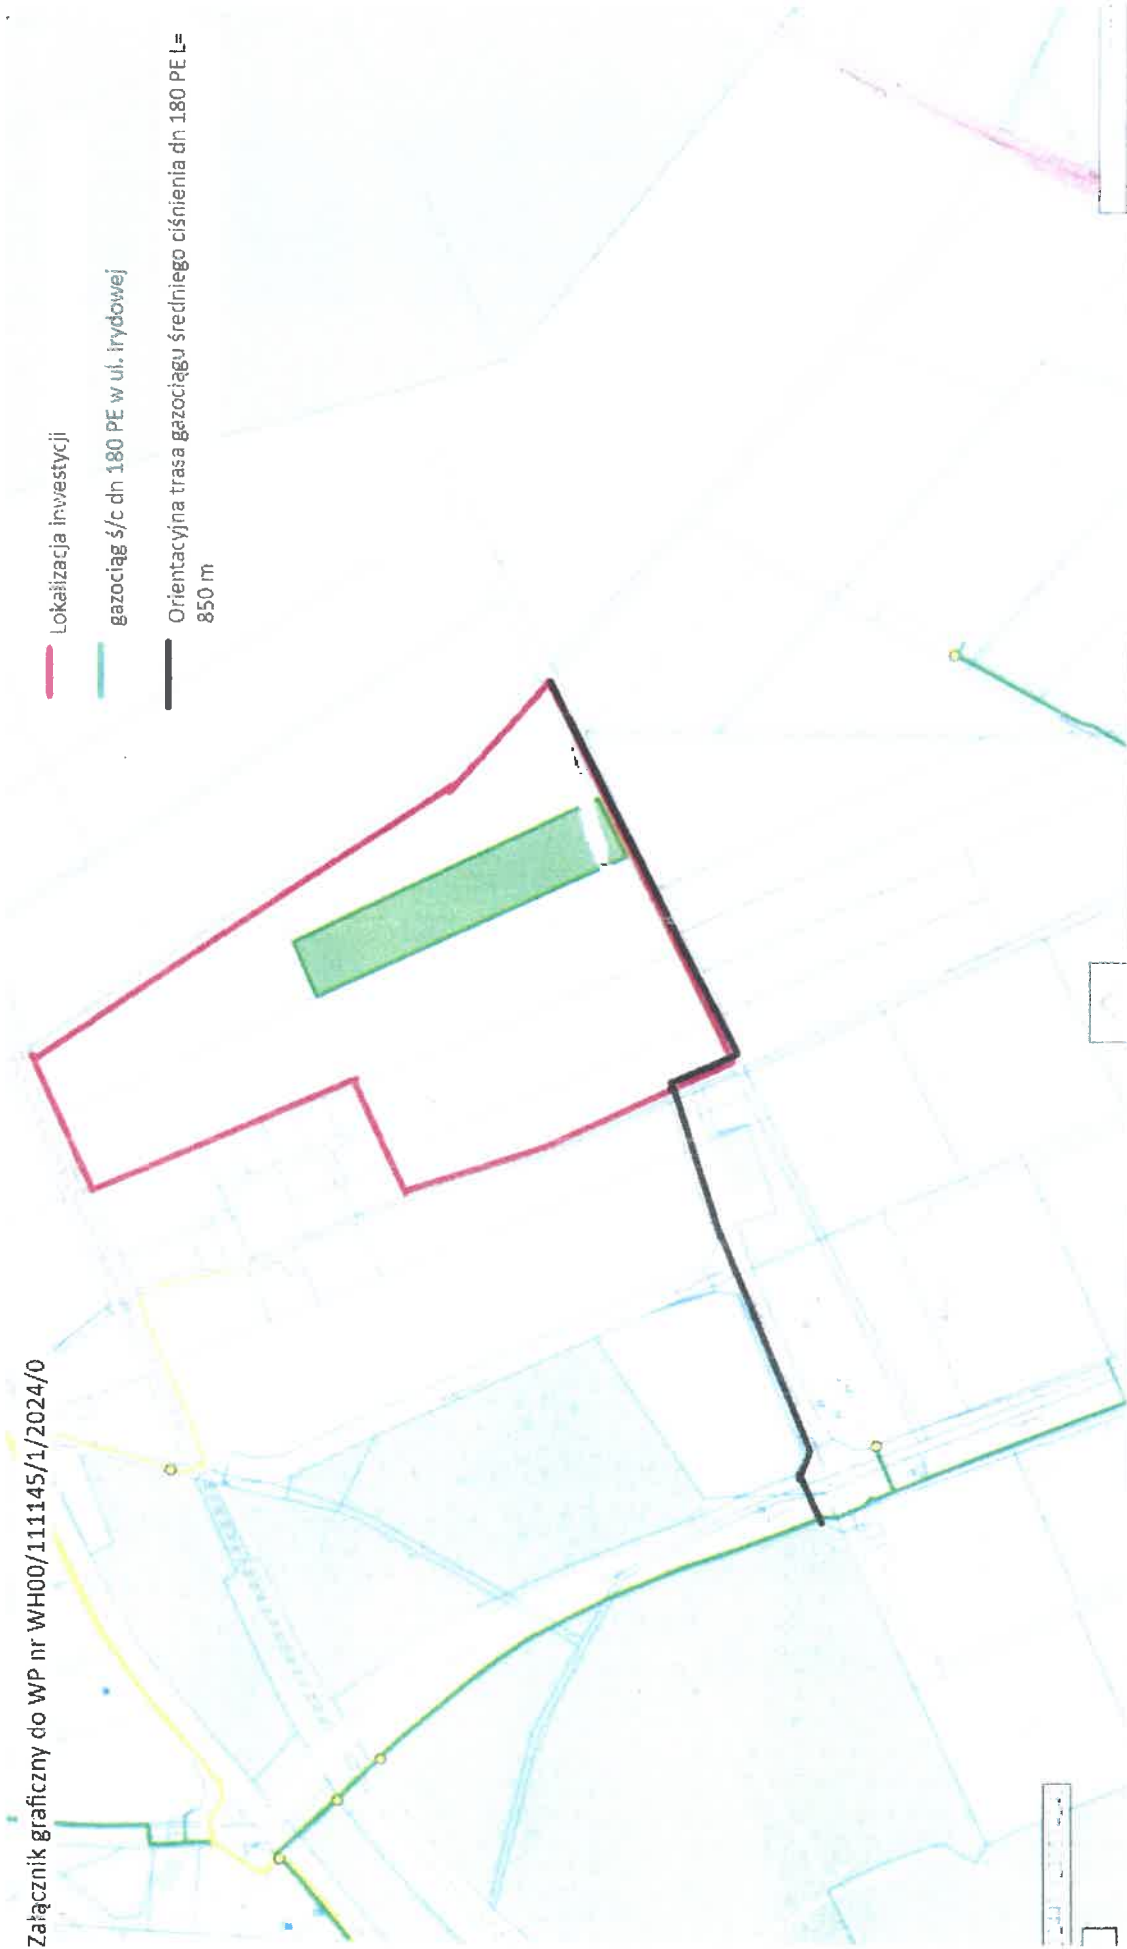 Załącznik graficzny do WP nr WH00/111145/1/2024/0
Lokalizacja inwestycji
gazociąg ś/c dn 180 PE w ul. Irydowej
Orientacyjna trasa gazociągu średniego ciśnienia dn 180 PE L=
850 m